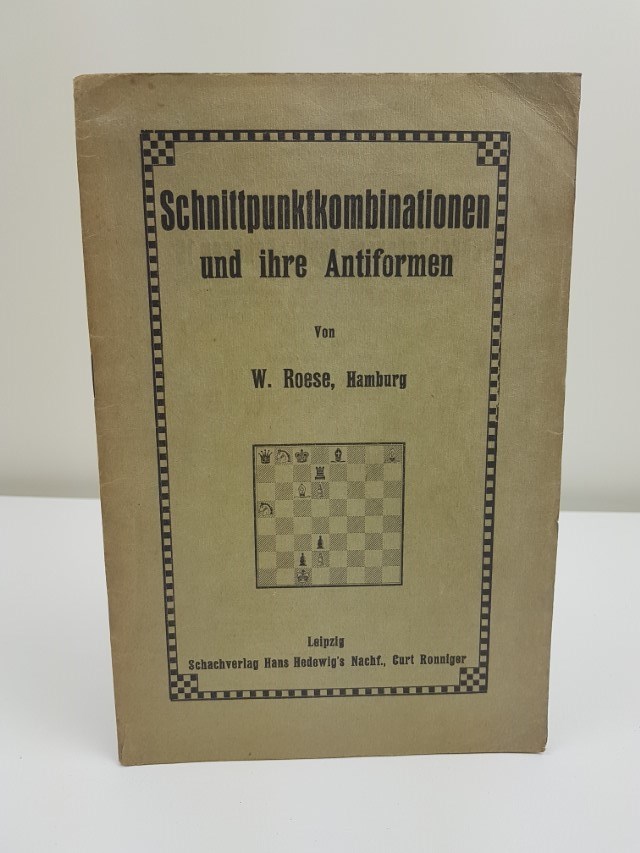 Schnittpunktkombinationen
und ihre Antiformen
Von
W. Roese, Hamburg
Leipzig
Schachverlag Hans Hedewig's Nachf., Curt Ronniger